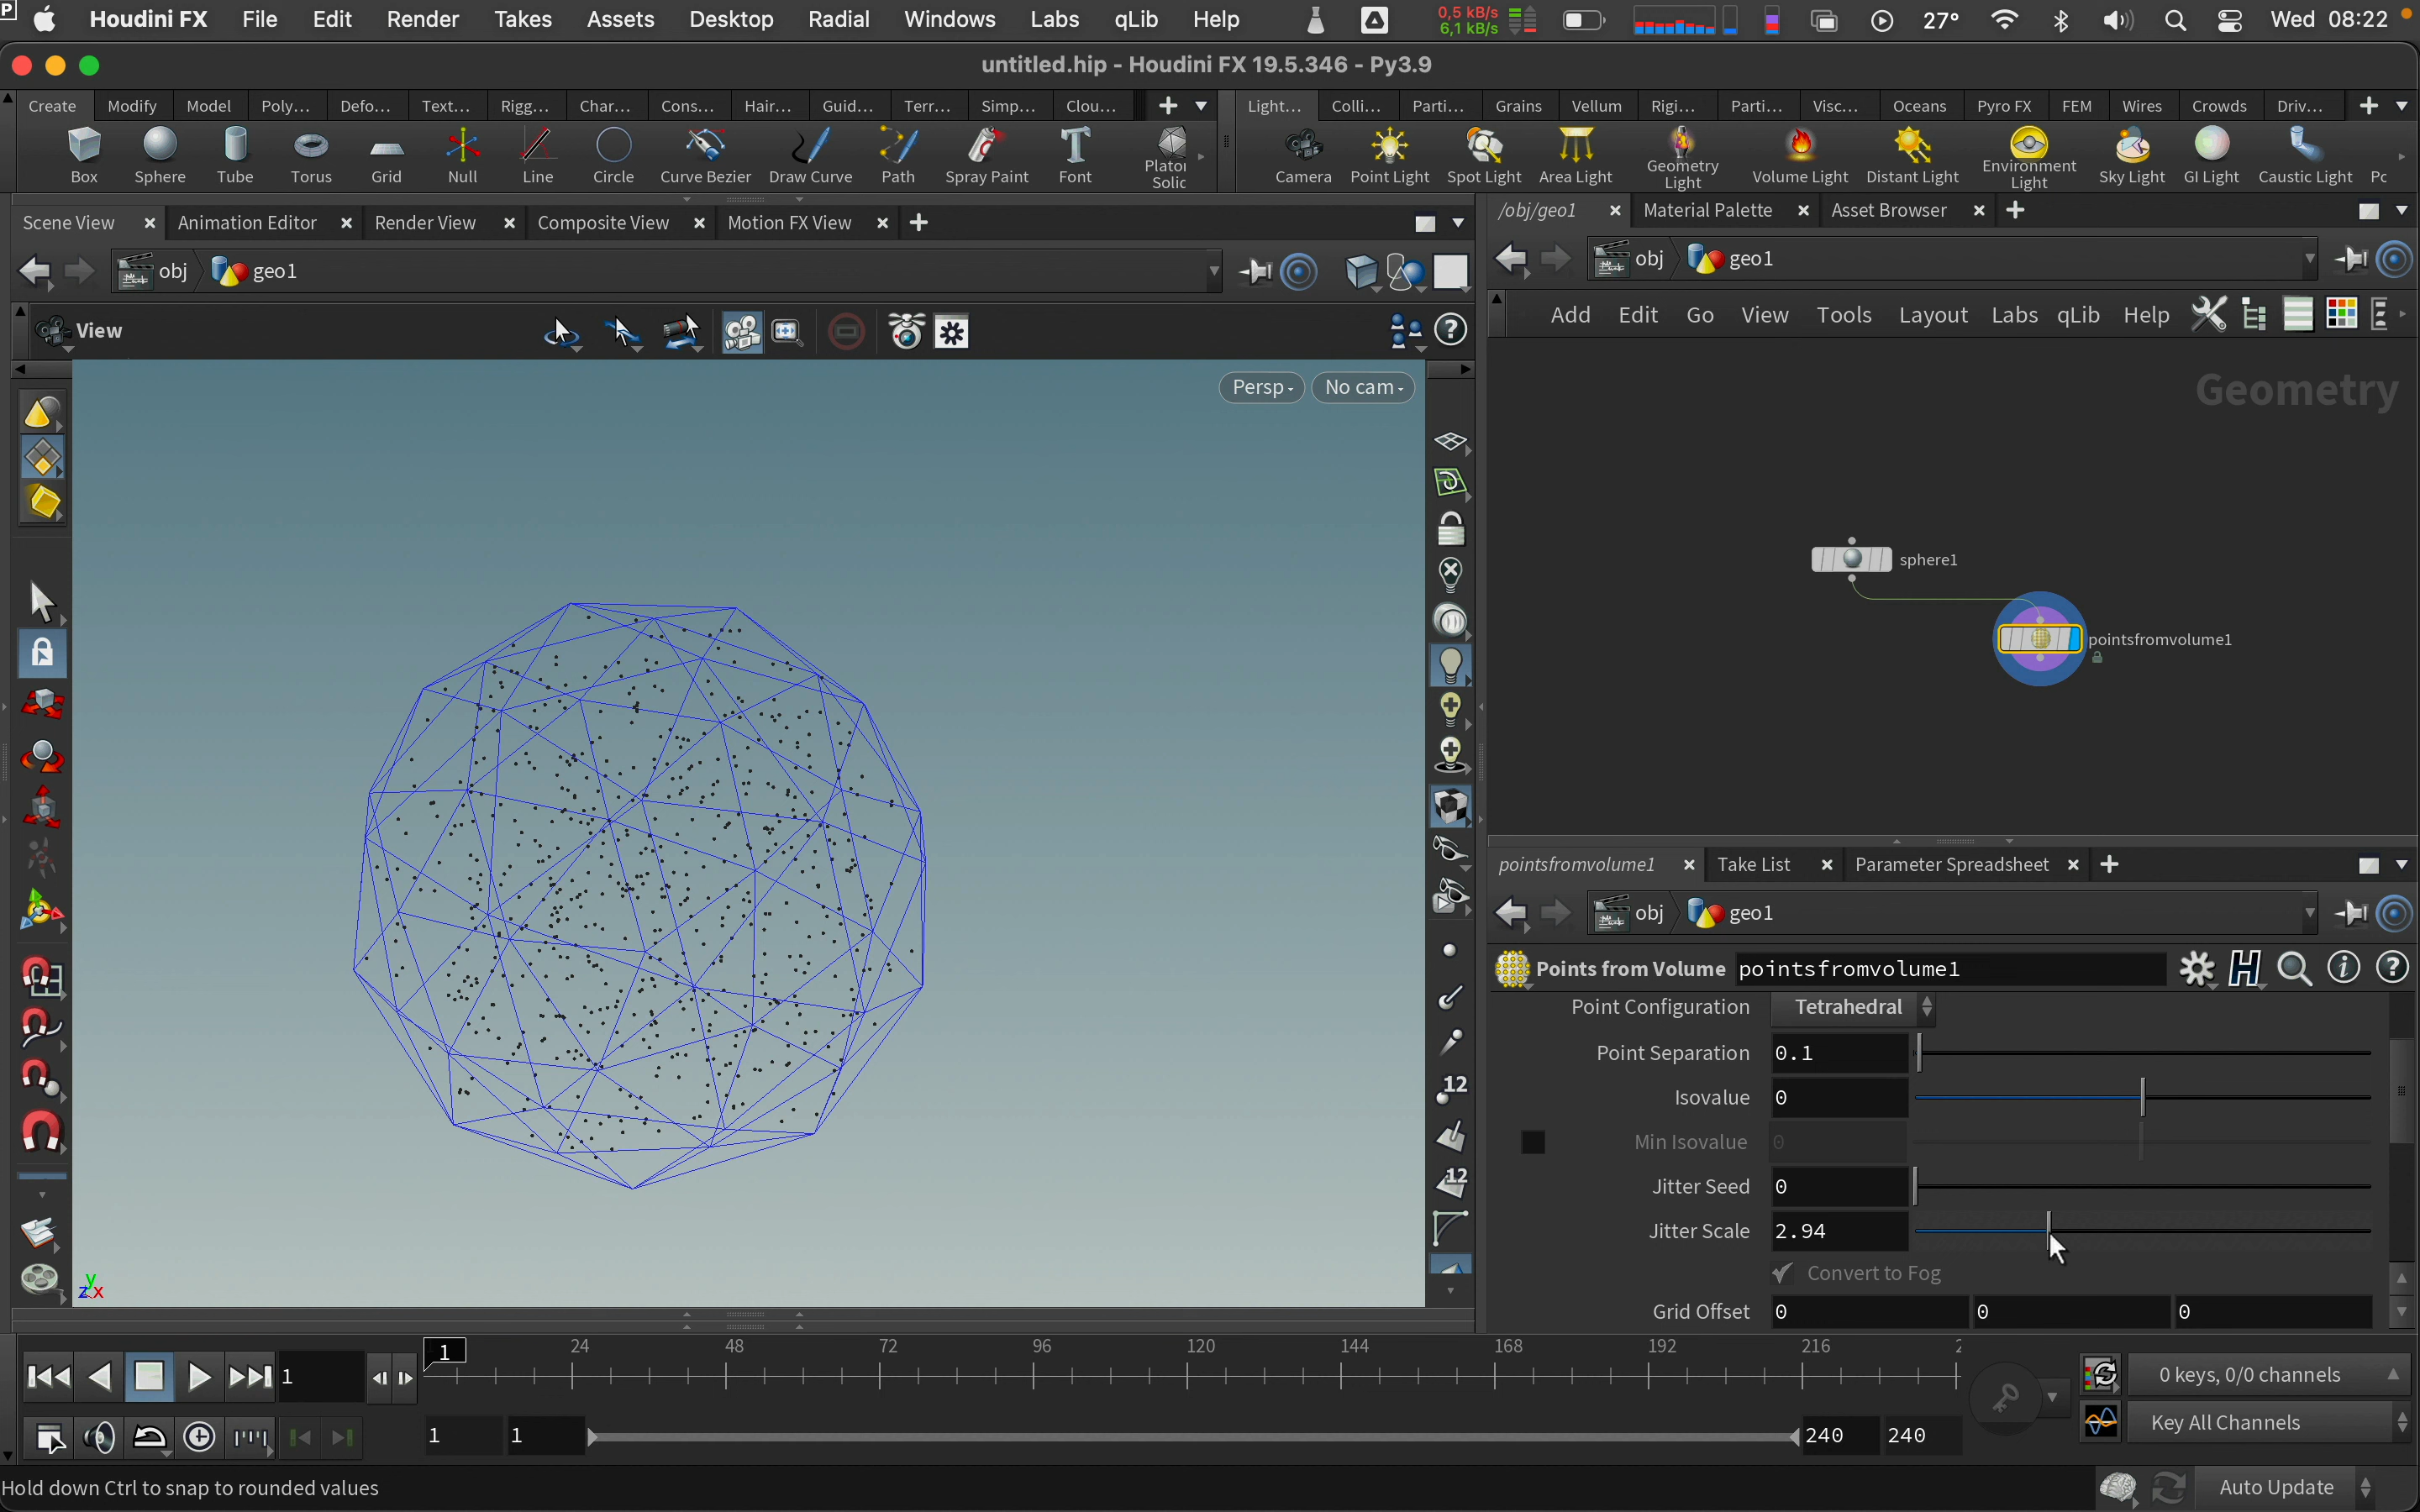 P
Houdini FX File Edit Render Takes Assets Desktop Radial Windows Labs qLib Help 0,5 kB/s 6,1 kB/s 27° Wed 08:22
untitled.hip - Houdini FX 19.5.346 - Py3.9
Create Modify Model Poly... Defo... Text... Rigg... Char... Cons... Hair... Guid... Terr... Simp... Clou...
Light... Colli... Parti... Grains Vellum Rigi... Parti... Visc... Oceans Pyro FX FEM Wires Crowds Driv...
Box Sphere Tube Torus Grid Null Line Circle Curve Bezier Draw Curve Path Spray Paint Font Platoi Solic
Camera Point Light Spot Light Area Light Geometry Light Volume Light Distant Light Environment Light Sky Light GI Light Caustic Light Pc
Scene View Animation Editor Render View Composite View Motion FX View
/obj/geo1 Material Palette Asset Browser
obj geo1
obj geo1
Add Edit Go View Tools Layout Labs qLib Help
View
Persp No cam
Geometry
sphere1
pointsfromvolume1
12
12
pointsfromvolume1 Take List Parameter Spreadsheet
obj geo1
Points from Volume pointsfromvolume1
Point Configuration Tetrahedral
Point Separation 0.1
Isovalue 0
Min Isovalue 0
Jitter Seed 0
Jitter Scale 2.94
Convert to Fog
Grid Offset 0 0 0
y
z x
1 24 48 72 96 120 144 168 192 216 2
1
0 keys, 0/0 channels
1 1 240 240
Key All Channels
Hold down Ctrl to snap to rounded values
Auto Update